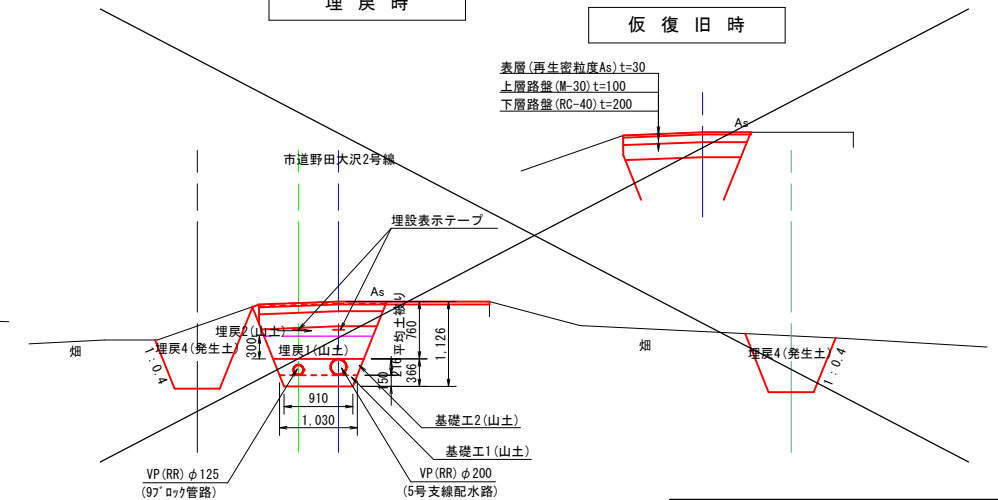 埋 戻 時
仮 復 旧 時
表層(再生密粒度As)t=30
上層路盤(M-30)t=100
下層路盤(RC-40)t=200
As
市道野田大沢2号線
埋設表示テープ
As
埋戻2(山土)
埋戻1(山土)
埋戻4(発生土)
畑
1:0.4
300
平均土被り
760
1,126
210
366
150
910
1,030
畑
埋戻4(発生土)
1:0.4
基礎工2(山土)
基礎工1(山土)
VP(RR)φ125
(9ﾌﾞﾛｯｸ管路)
VP(RR)φ200
(5号支線配水路)